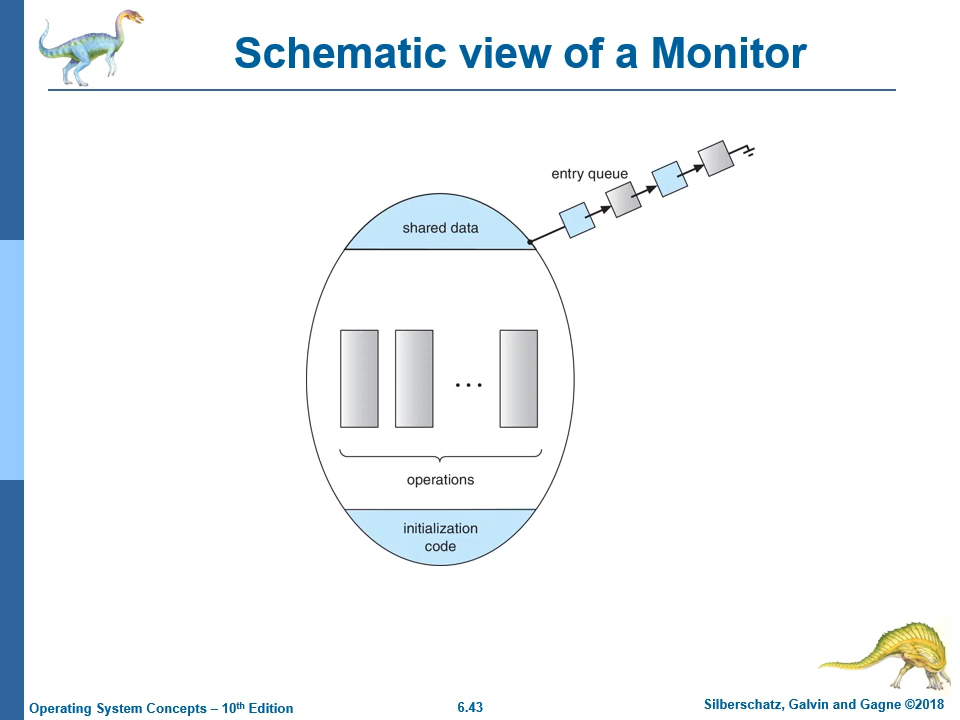 Schematic view of a Monitor
entry queue
shared data
...
operations
initialization
code
Operating System Concepts – 10th Edition
6.43
Silberschatz, Galvin and Gagne ©2018